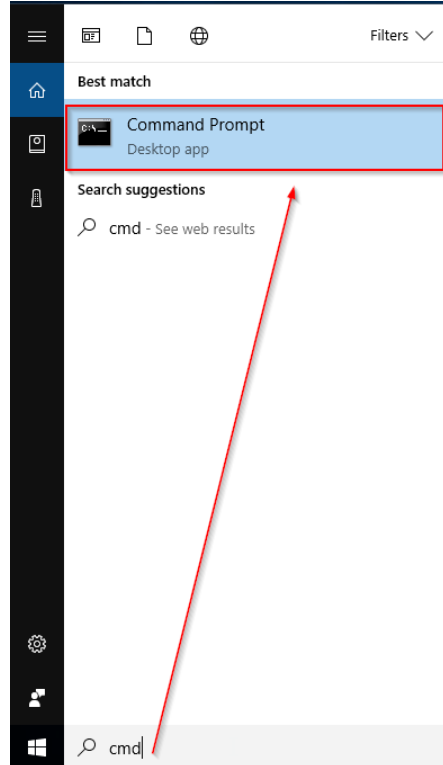 Filters
Best match
C:\_
Command Prompt
Desktop app
Search suggestions
cmd - See web results
cmd